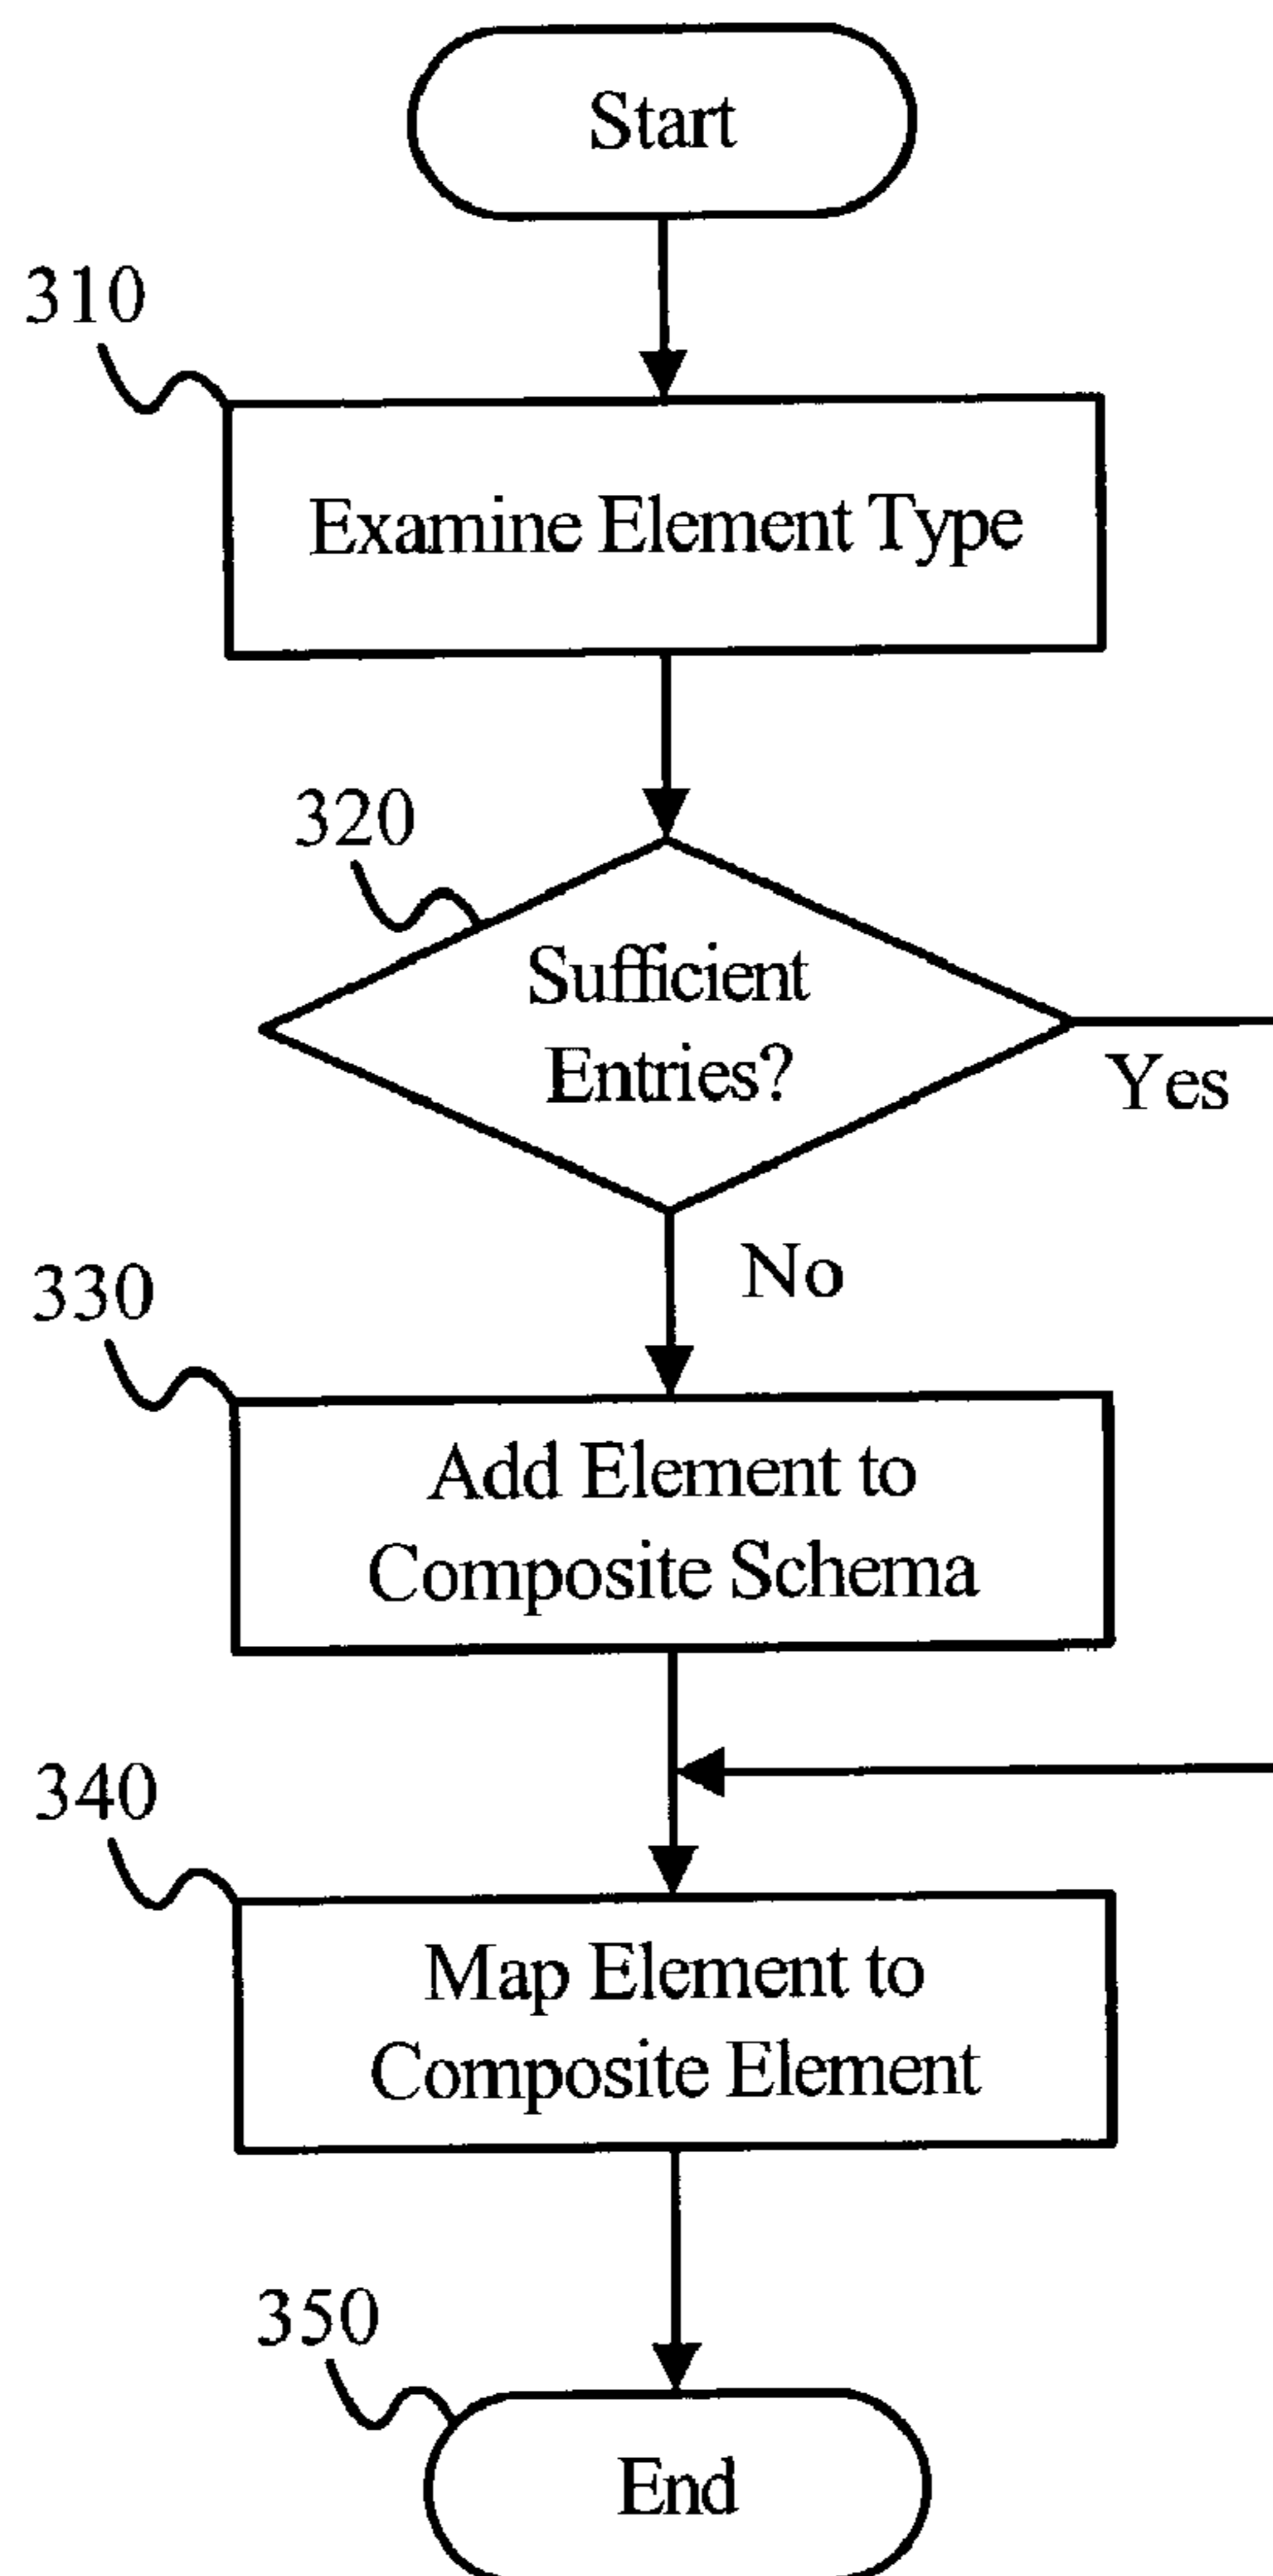 Start
310
Examine Element Type
320
Sufficient
Entries?
Yes
No
330
Add Element to
Composite Schema
340
Map Element to
Composite Element
350
End